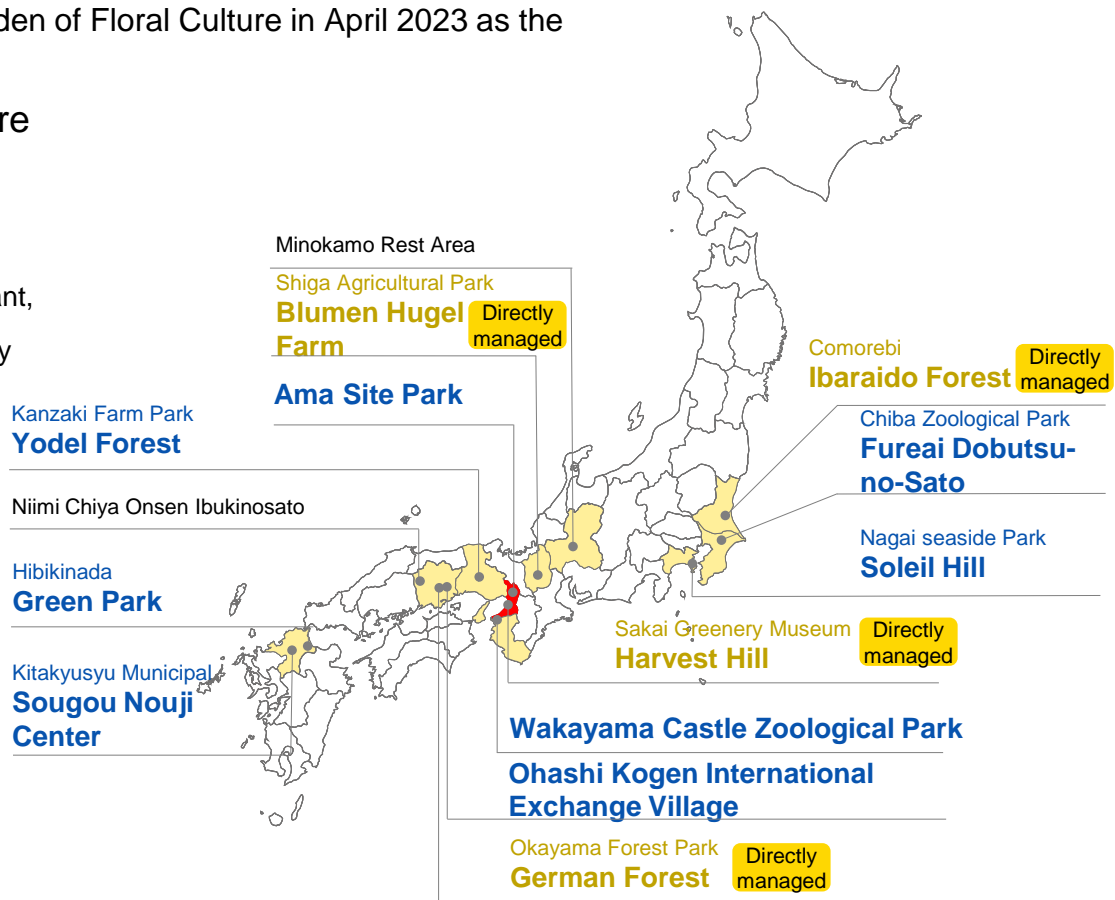 den of Floral Culture in April 2023 as the
re
nt,
y
Minokamo Rest Area
Shiga Agricultural Park
Blumen Hugel
Farm
Directly
managed
Ama Site Park
Comorebi
Ibaraido Forest
Directly
managed
Kanzaki Farm Park
Yodel Forest
Chiba Zoological Park
Fureai Dobutsu-
no-Sato
Niimi Chiya Onsen Ibukinosato
Nagai seaside Park
Soleil Hill
Hibikinada
Green Park
Sakai Greenery Museum
Harvest Hill
Directly
managed
Kitakyusyu Municipal
Sougou Nouji
Center
Wakayama Castle Zoological Park
Ohashi Kogen International
Exchange Village
Okayama Forest Park
German Forest
Directly
managed